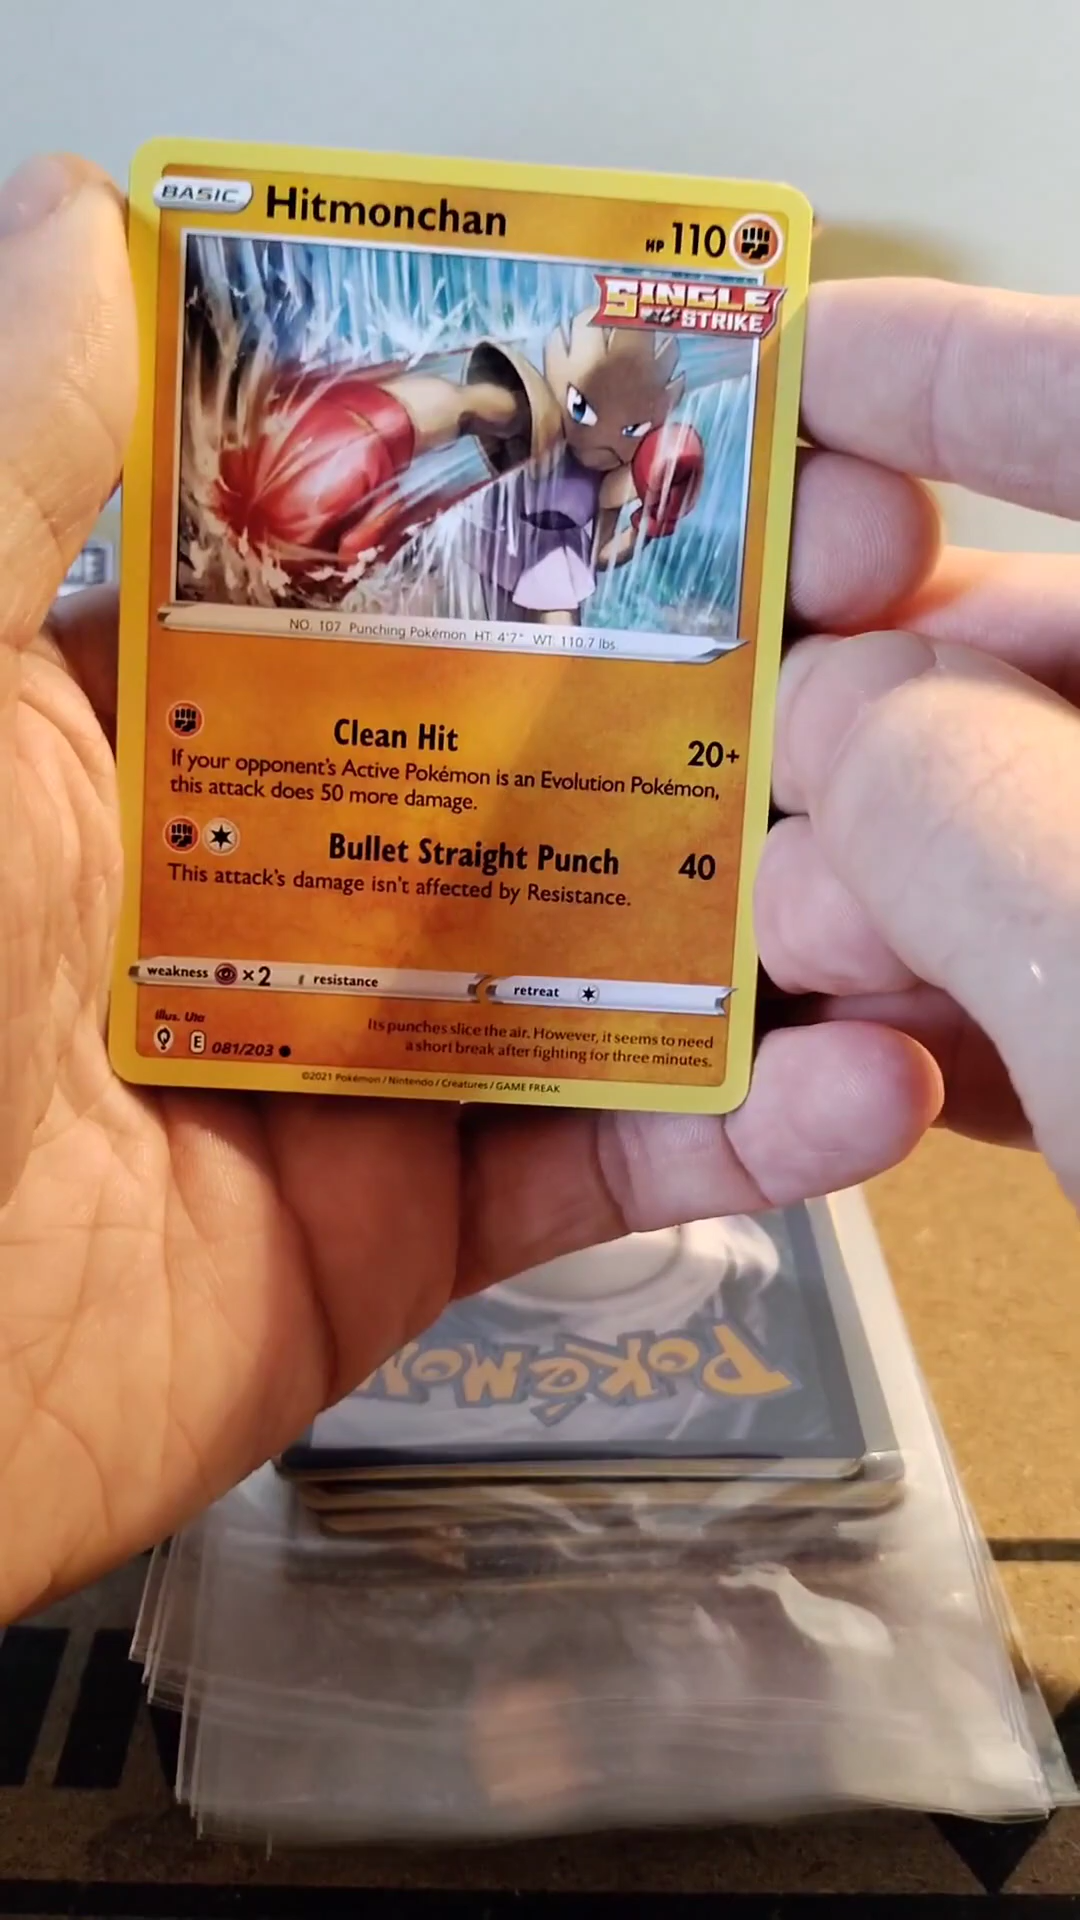 BASIC Hitmonchan HP 110
SINGLE
STRIKE
NO. 107 Punching Pokémon HT: 4'7" WT: 110.7 lbs
Clean Hit 20+
If your opponent's Active Pokémon is an Evolution Pokémon,
this attack does 50 more damage.
Bullet Straight Punch 40
This attack's damage isn't affected by Resistance.
weakness ×2 resistance retreat
Illus. Uta
E 081/203
Its punches slice the air. However, it seems to need
a short break after fighting for three minutes.
©2021 Pokémon / Nintendo / Creatures / GAME FREAK
POKéMON